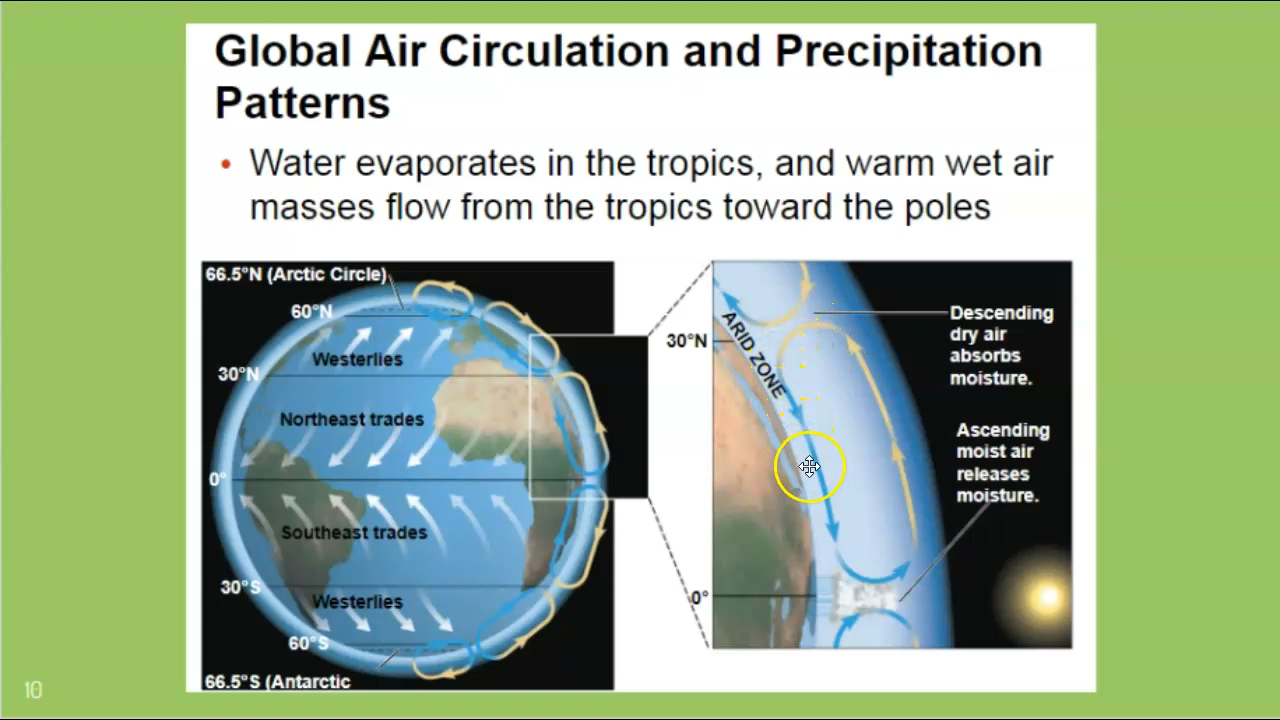 Global Air Circulation and Precipitation
Patterns
• Water evaporates in the tropics, and warm wet air
masses flow from the tropics toward the poles
66.5°N (Arctic Circle)
60°N
Westerlies
30°N
Northeast trades
0°
Southeast trades
30°S
Westerlies
60°S
66.5°S (Antarctic
30°N
ARID ZONE
0°
Descending
dry air
absorbs
moisture.
Ascending
moist air
releases
moisture.
10